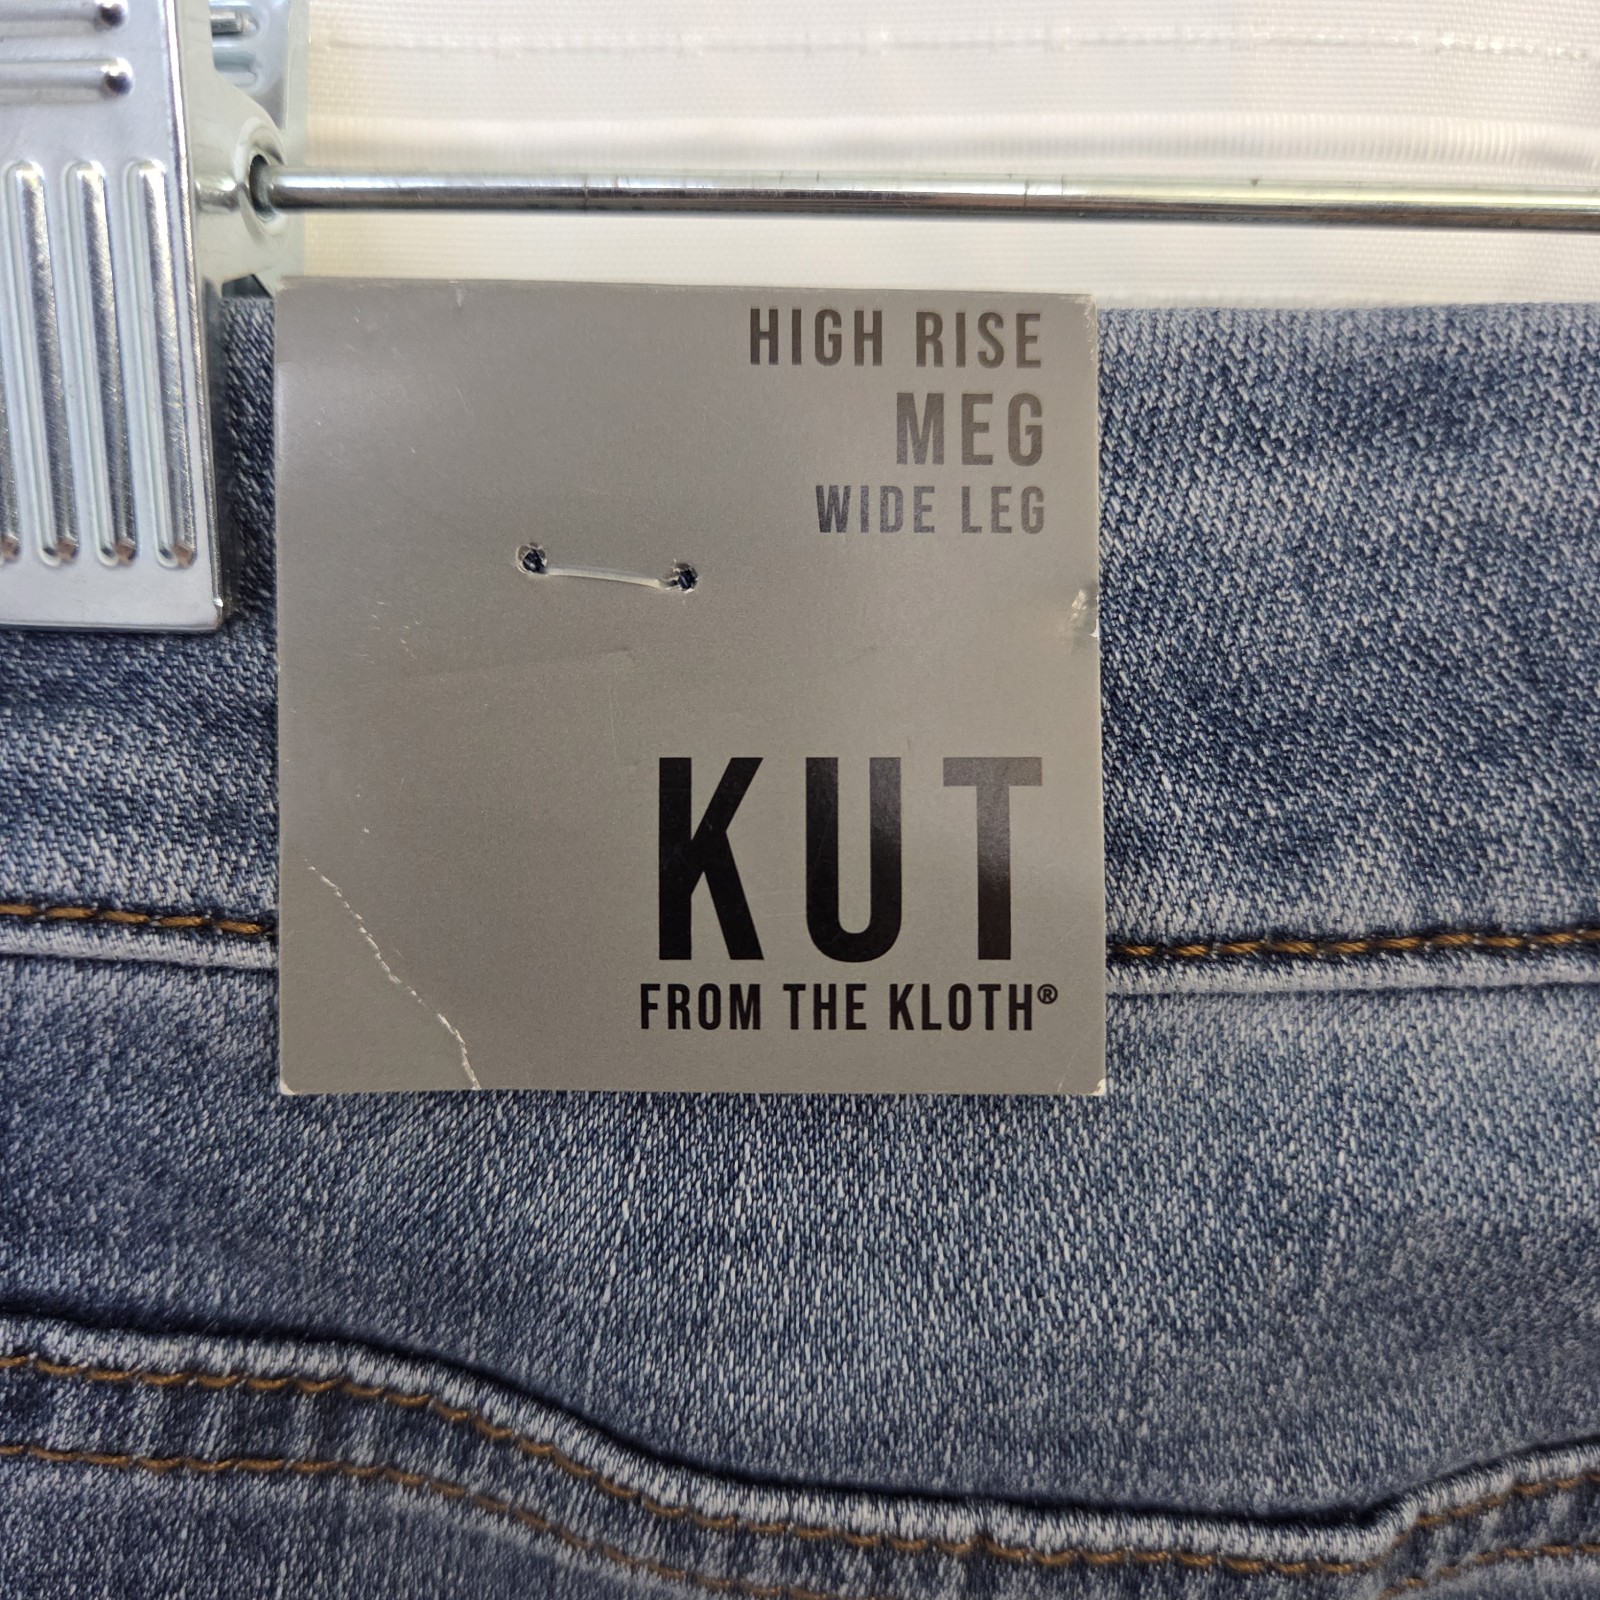 HIGH RISE
MEG
WIDE LEG
KUT
FROM THE KLOTH®